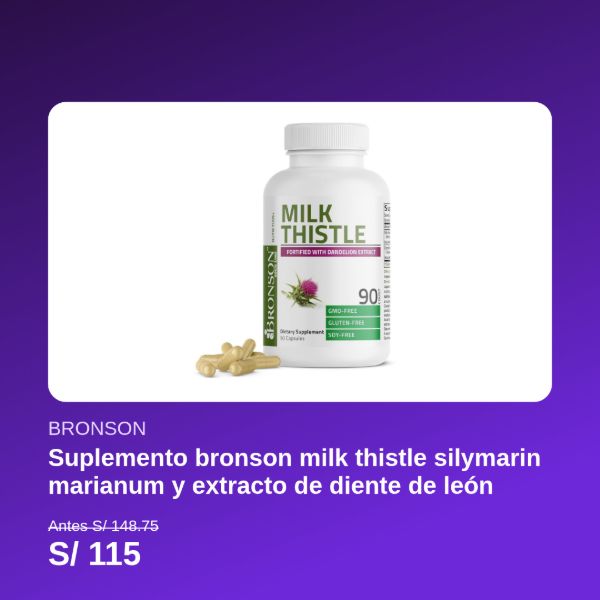 MILK
THISTLE
FORTIFIED WITH DANDELION EXTRACT
BRONSON
90
GMO-FREE
GLUTEN-FREE
SOY-FREE
Dietary Supplement
90 Capsules
BRONSON
Suplemento bronson milk thistle silymarin
marianum y extracto de diente de león
Antes S/ 148.75
S/ 115